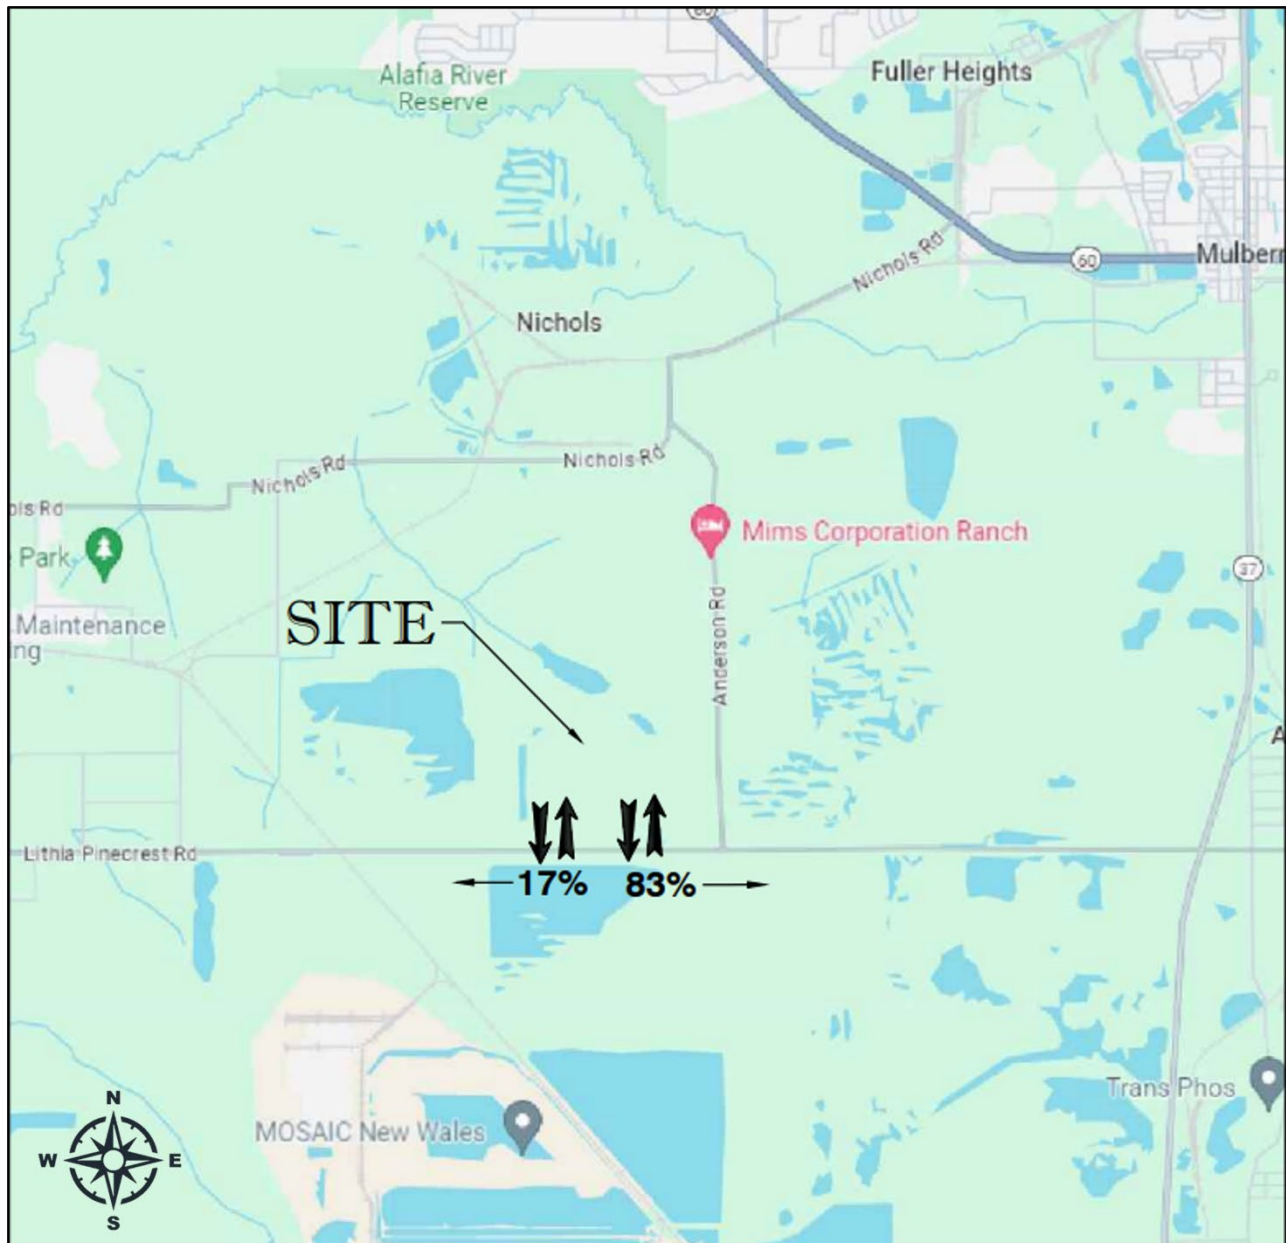 60
Alafia River
Reserve
Fuller Heights
Nichols Rd
60
Mulberr
Nichols
Nichols Rd
Nichols Rd
ols Rd
Park
Mims Corporation Ranch
37
SITE
Maintenance
ng
Anderson Rd
A
Lithia Pinecrest Rd
17%
83%
Trans Phos
MOSAIC New Wales
N
W
E
S